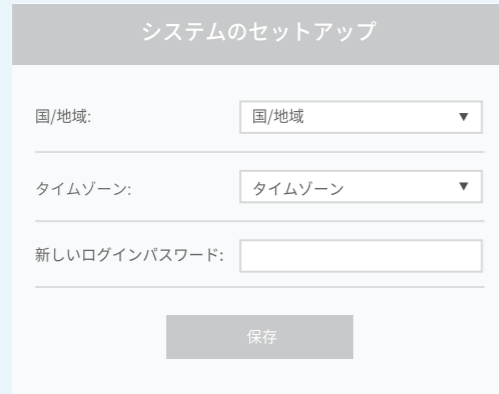 システムのセットアップ
国/地域: 国/地域 ▼
タイムゾーン: タイムゾーン ▼
新しいログインパスワード:
保存